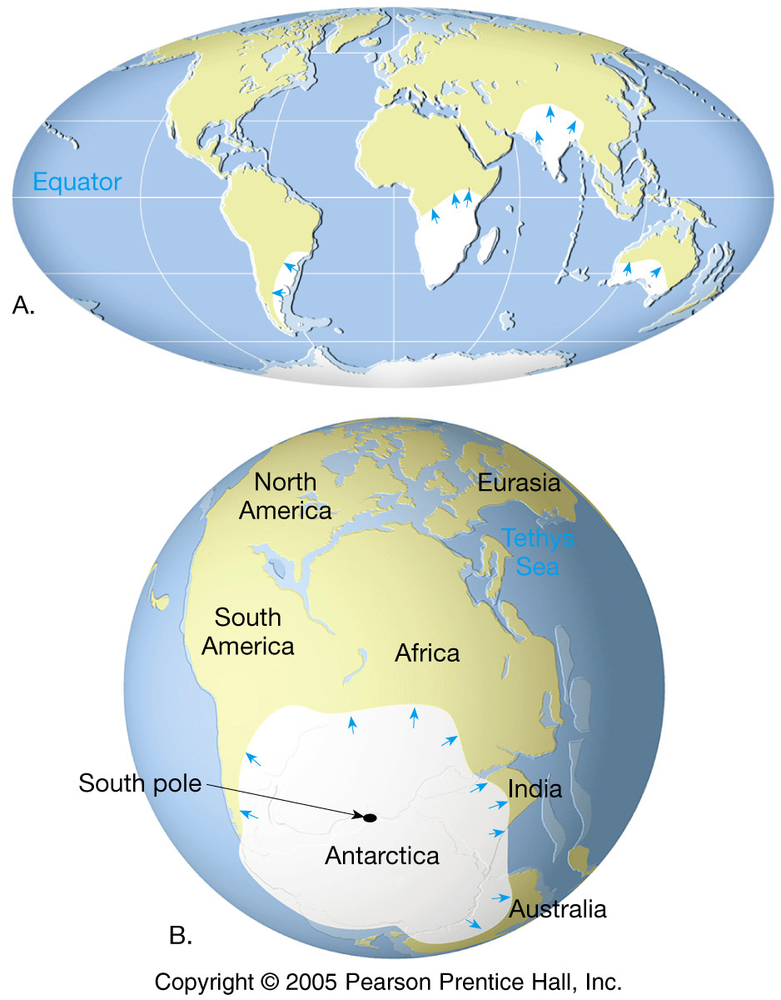 Equator
A.
North
America
Eurasia
Tethys
Sea
South
America
Africa
South pole
India
Antarctica
Australia
B.
Copyright © 2005 Pearson Prentice Hall, Inc.